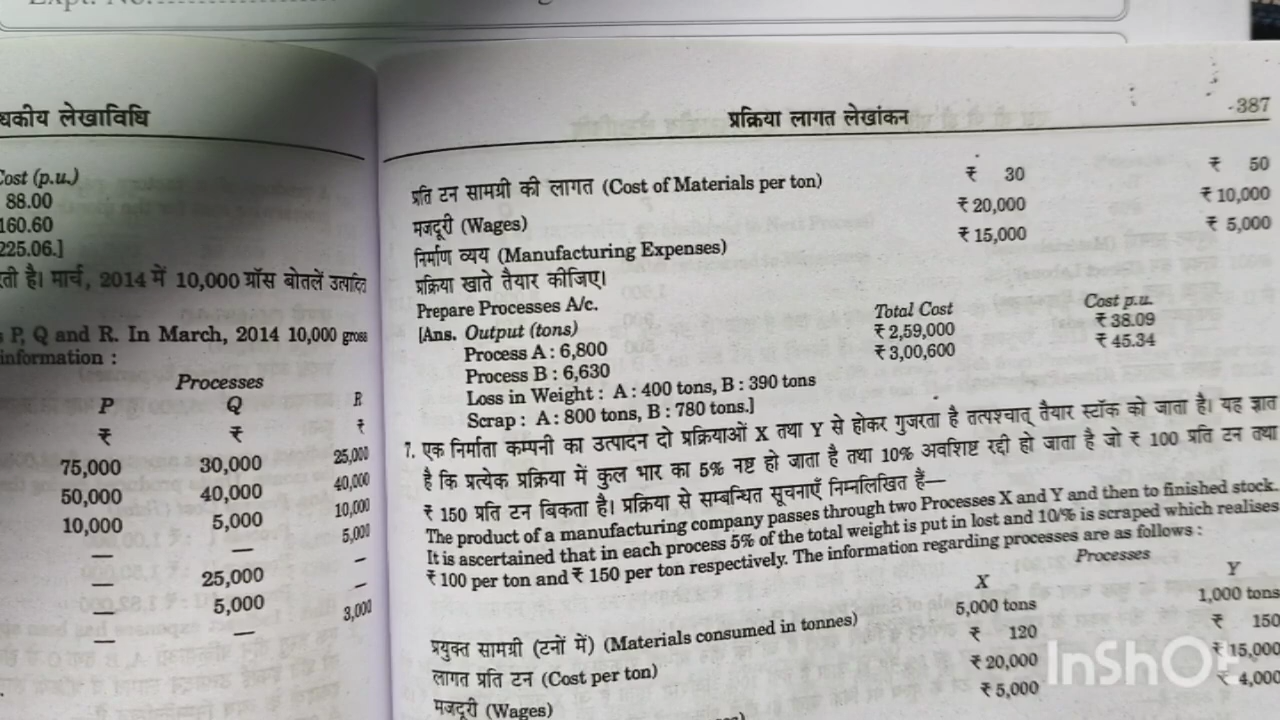 Expt. No.
धकीय लेखाविधि
Cost (p.u.)
88.00
160.60
225.06.]
रती है। मार्च, 2014 में 10,000 ग्रॉस बोतलें उत्पादित
s P, Q and R. In March, 2014 10,000 gross
information :
Processes
P Q R
₹ ₹ ₹
75,000 30,000 25,000
50,000 40,000 40,000
10,000 5,000 10,000
— — 5,000
— 25,000 —
— 5,000 —
— 3,000
प्रक्रिया लागत लेखांकन 387
प्रति टन सामग्री की लागत (Cost of Materials per ton) ₹ 30 ₹ 50
मजदूरी (Wages) ₹ 20,000 ₹ 10,000
निर्माण व्यय (Manufacturing Expenses) ₹ 15,000 ₹ 5,000
प्रक्रिया खाते तैयार कीजिए।
Prepare Processes A/c.
[Ans. Output (tons) Total Cost Cost p.u.
Process A : 6,800 ₹ 2,59,000 ₹ 38.09
Process B : 6,630 ₹ 3,00,600 ₹ 45.34
Loss in Weight : A : 400 tons, B : 390 tons
Scrap : A : 800 tons, B : 780 tons.]
7. एक निर्माता कम्पनी का उत्पादन दो प्रक्रियाओं X तथा Y से होकर गुजरता है तत्पश्चात् तैयार स्टॉक को जाता है। यह ज्ञात
है कि प्रत्येक प्रक्रिया में कुल भार का 5% नष्ट हो जाता है तथा 10% अवशिष्ट रद्दी हो जाता है जो ₹ 100 प्रति टन तथा
₹ 150 प्रति टन बिकता है। प्रक्रिया से सम्बन्धित सूचनाएँ निम्नलिखित हैं—
The product of a manufacturing company passes through two Processes X and Y and then to finished stock.
It is ascertained that in each process 5% of the total weight is put in lost and 10/% is scraped which realises
₹ 100 per ton and ₹ 150 per ton respectively. The information regarding processes are as follows :
Processes
X Y
प्रयुक्त सामग्री (टनों में) (Materials consumed in tonnes) 5,000 tons 1,000 tons
लागत प्रति टन (Cost per ton) ₹ 120 ₹ 150
मजदूरी (Wages) ₹ 20,000 ₹ 15,000
₹ 5,000 ₹ 4,000
InShOt